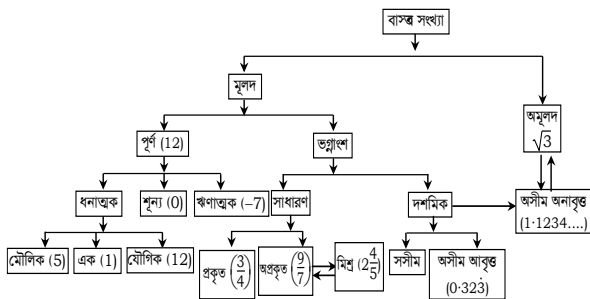 বাস্তব সংখ্যা
মূলদ
অমূলদ
√3
পূর্ণ (12)
ভগ্নাংশ
ধনাত্মক
শূন্য (0)
ঋণাত্মক (–7)
সাধারণ
দশমিক
অসীম অনাবৃত্ত
(1·1234....)
মৌলিক (5)
এক (1)
যৌগিক (12)
প্রকৃত (3/4)
অপ্রকৃত (9/7)
মিশ্র (2 4/5)
সসীম
অসীম আবৃত্ত
(0·323̇)